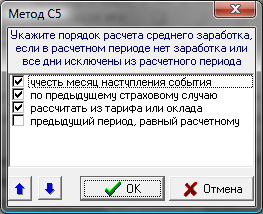 Метод С5
Укажите порядок расчета среднего заработка,
если в расчетном периоде нет заработка или
все дни исключены из расчетного периода
учесть месяц наступления события
по предыдущему страховому случаю
рассчитать из тарифа или оклада
предыдущий период, равный расчетному
OK
Отмена